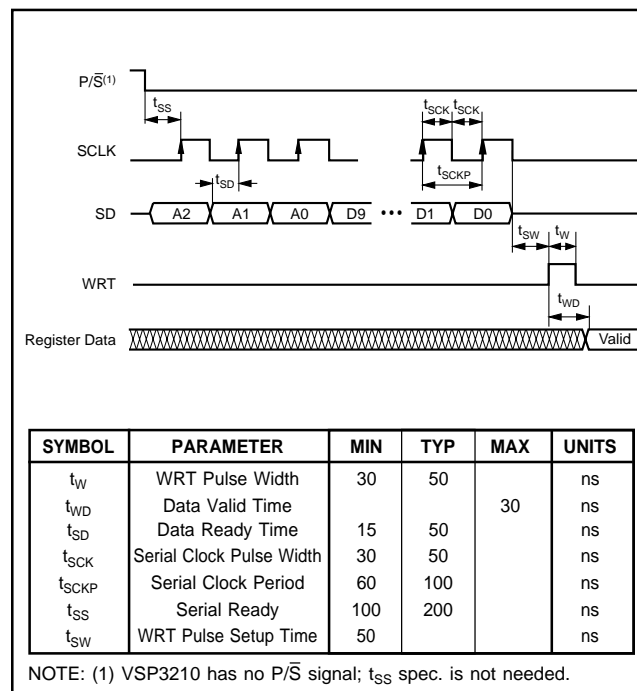 P/S̅(1)
tSS
tSCK tSCK
SCLK
tSD
tSCKP
SD A2 A1 A0 D9 ••• D1 D0
tSW tW
WRT
tWD
Register Data Valid
SYMBOL PARAMETER MIN TYP MAX UNITS
tW WRT Pulse Width 30 50 ns
tWD Data Valid Time 30 ns
tSD Data Ready Time 15 50 ns
tSCK Serial Clock Pulse Width 30 50 ns
tSCKP Serial Clock Period 60 100 ns
tSS Serial Ready 100 200 ns
tSW WRT Pulse Setup Time 50 ns
NOTE: (1) VSP3210 has no P/S̅ signal; tSS spec. is not needed.